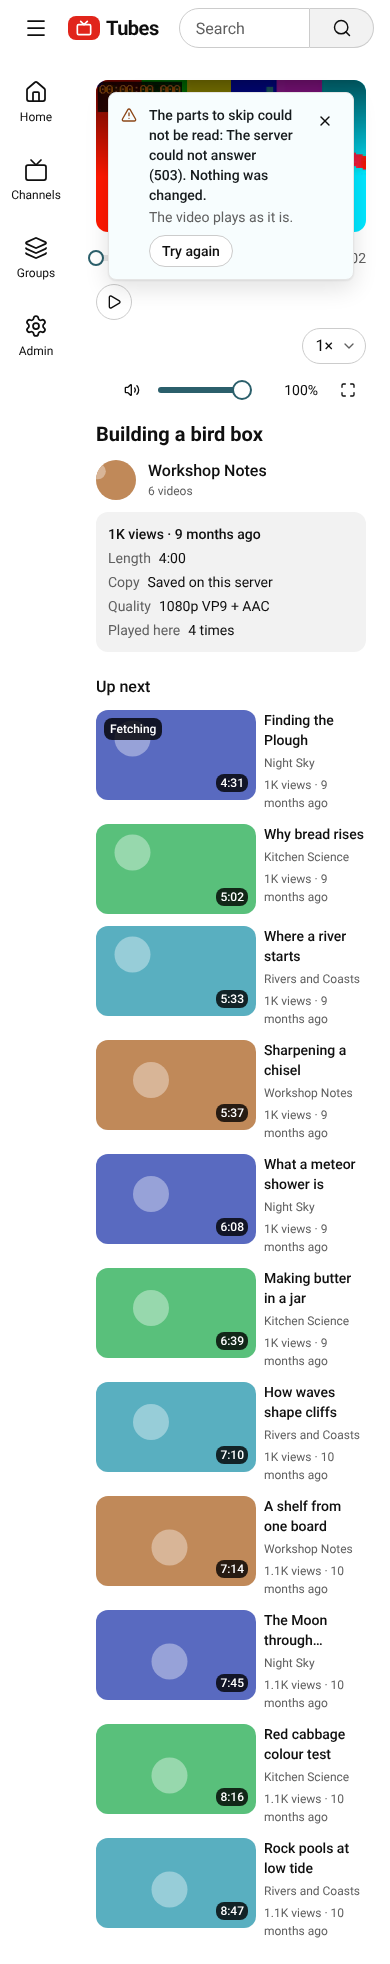 Tubes
Search
Home
Channels
Groups
Admin
The parts to skip could
not be read: The server
could not answer
(503). Nothing was
changed.
The video plays as it is.
Try again
1×
100%
Building a bird box
Workshop Notes
6 videos
1K views · 9 months ago
Length 4:00
Copy Saved on this server
Quality 1080p VP9 + AAC
Played here 4 times
Up next
Fetching
4:31
Finding the
Plough
Night Sky
1K views · 9
months ago
5:02
Why bread rises
Kitchen Science
1K views · 9
months ago
5:33
Where a river
starts
Rivers and Coasts
1K views · 9
months ago
5:37
Sharpening a
chisel
Workshop Notes
1K views · 9
months ago
6:08
What a meteor
shower is
Night Sky
1K views · 9
months ago
6:39
Making butter
in a jar
Kitchen Science
1K views · 9
months ago
7:10
How waves
shape cliffs
Rivers and Coasts
1K views · 10
months ago
7:14
A shelf from
one board
Workshop Notes
1.1K views · 10
months ago
7:45
The Moon
through…
Night Sky
1.1K views · 10
months ago
8:16
Red cabbage
colour test
Kitchen Science
1.1K views · 10
months ago
8:47
Rock pools at
low tide
Rivers and Coasts
1.1K views · 10
months ago